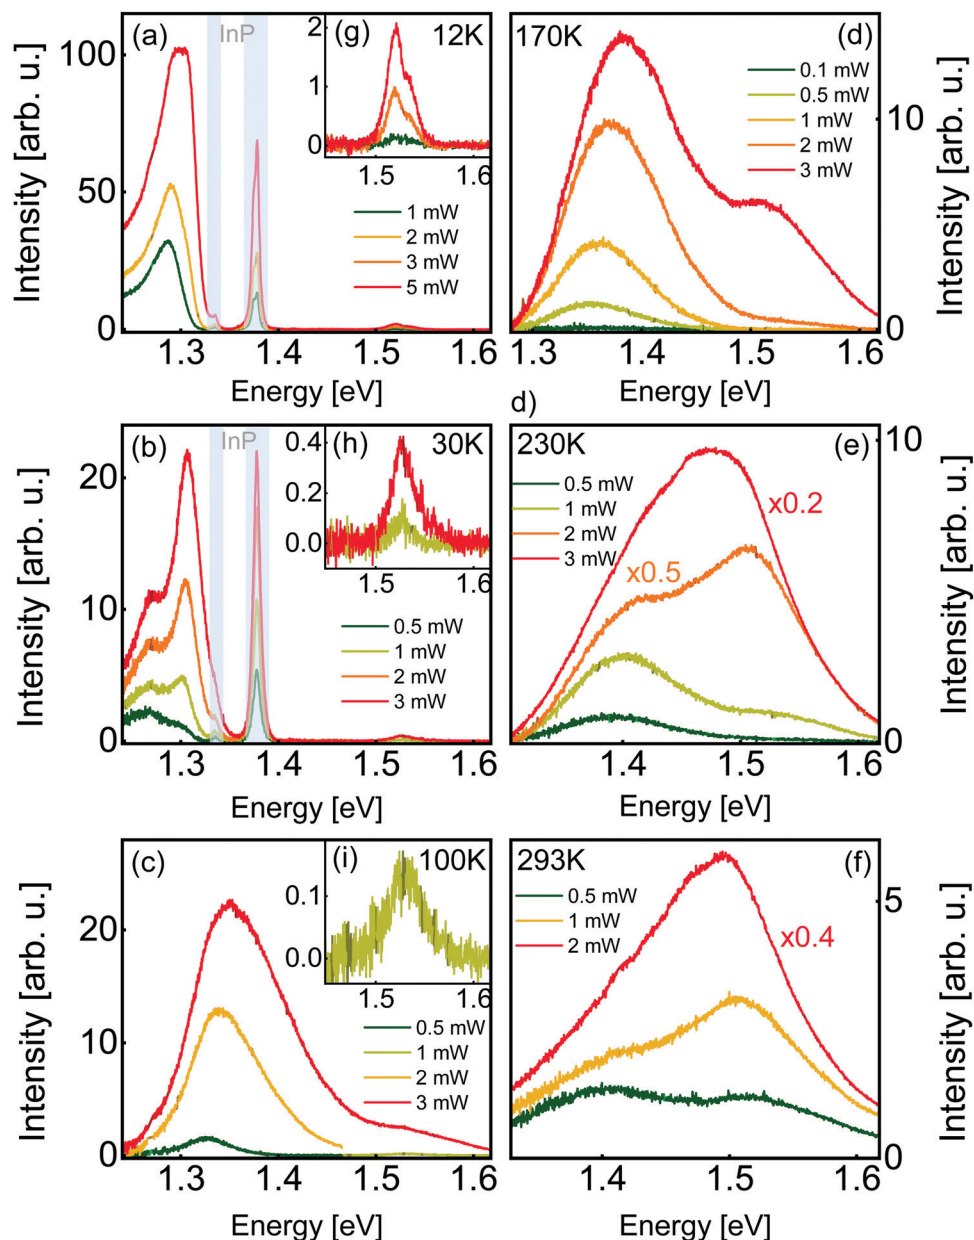 (a)
InP
Intensity [arb. u.]
100
50
0
1.3
1.4
1.5
1.6
Energy [eV]
1 mW
2 mW
3 mW
5 mW
(g)
12K
2
1
0
1.5
1.6
170K
(d)
0.1 mW
0.5 mW
1 mW
2 mW
3 mW
10
0
Intensity [arb. u.]
1.3
1.4
1.5
1.6
Energy [eV]
d)
(b)
InP
Intensity [arb. u.]
20
10
0
1.3
1.4
1.5
1.6
Energy [eV]
0.5 mW
1 mW
2 mW
3 mW
(h)
30K
0.4
0.2
0.0
1.5
1.6
230K
(e)
0.5 mW
1 mW
2 mW
3 mW
x0.2
x0.5
10
0
Intensity [arb. u.]
1.4
1.5
1.6
Energy [eV]
(c)
Intensity [arb. u.]
20
10
0
1.3
1.4
1.5
1.6
Energy [eV]
0.5 mW
1 mW
2 mW
3 mW
(i)
100K
0.1
0.0
1.5
1.6
293K
(f)
0.5 mW
1 mW
2 mW
x0.4
5
0
Intensity [arb. u.]
1.4
1.5
1.6
Energy [eV]